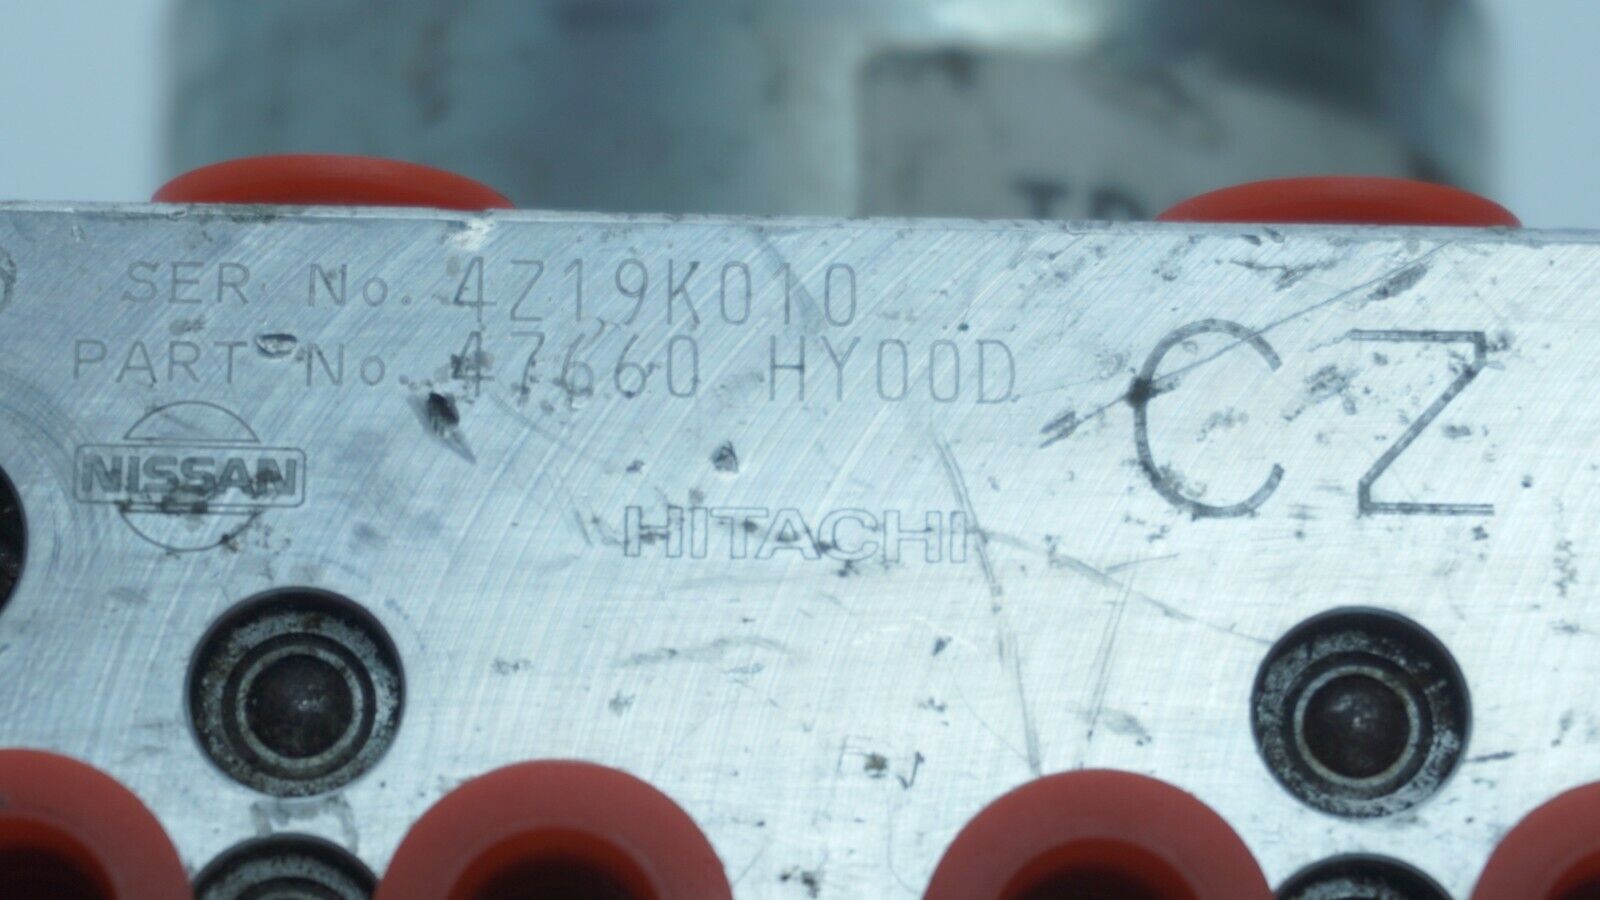 SER No. 4Z19K010
PART No. 47660 HY00D
CZ
NISSAN
HITACHI